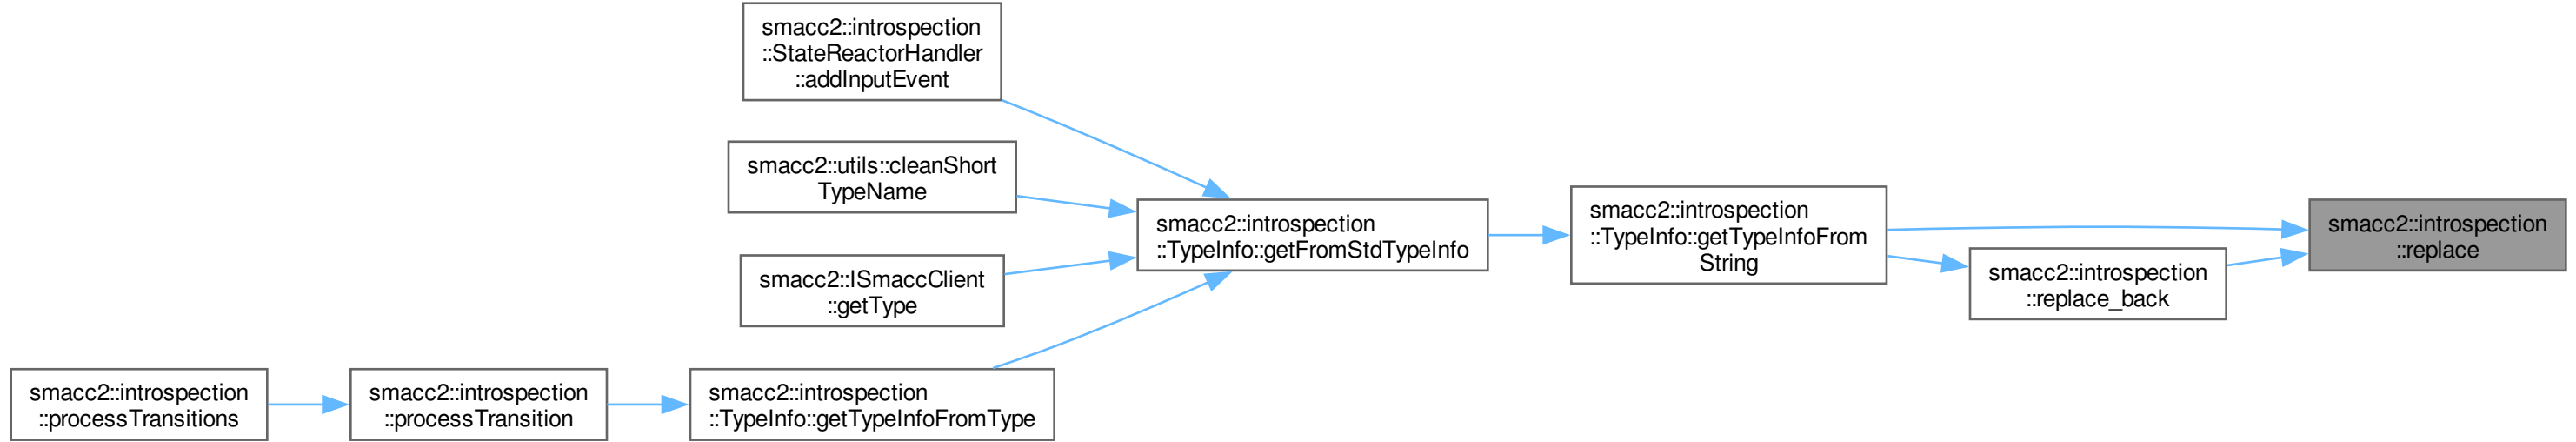 smacc2::introspection
::StateReactorHandler
::addInputEvent
smacc2::utils::cleanShort
TypeName
smacc2::ISmaccClient
::getType
smacc2::introspection
::processTransitions
smacc2::introspection
::processTransition
smacc2::introspection
::TypeInfo::getTypeInfoFromType
smacc2::introspection
::TypeInfo::getFromStdTypeInfo
smacc2::introspection
::TypeInfo::getTypeInfoFrom
String
smacc2::introspection
::replace_back
smacc2::introspection
::replace